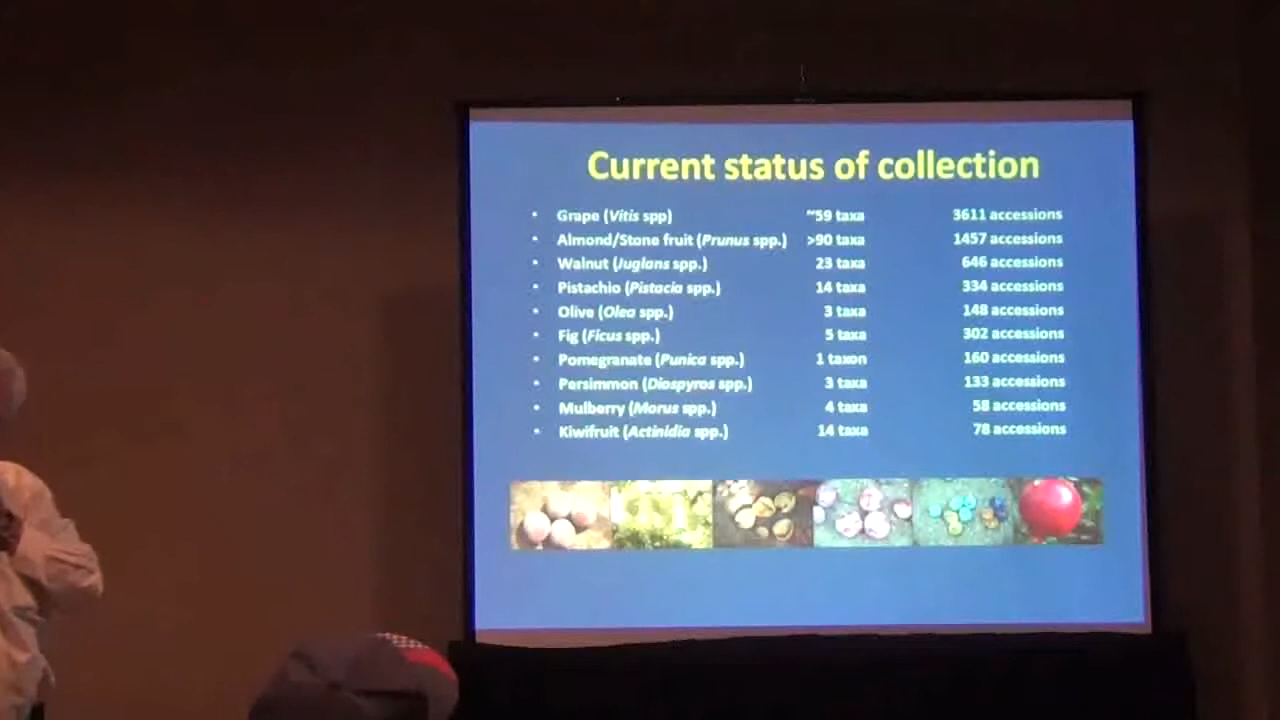 Current status of collection
• Grape (Vitis spp) ~59 taxa 3611 accessions
• Almond/Stone fruit (Prunus spp.) >90 taxa 1457 accessions
• Walnut (Juglans spp.) 23 taxa 646 accessions
• Pistachio (Pistacia spp.) 14 taxa 334 accessions
• Olive (Olea spp.) 3 taxa 148 accessions
• Fig (Ficus spp.) 5 taxa 302 accessions
• Pomegranate (Punica spp.) 1 taxon 160 accessions
• Persimmon (Diospyros spp.) 3 taxa 133 accessions
• Mulberry (Morus spp.) 4 taxa 58 accessions
• Kiwifruit (Actinidia spp.) 14 taxa 78 accessions